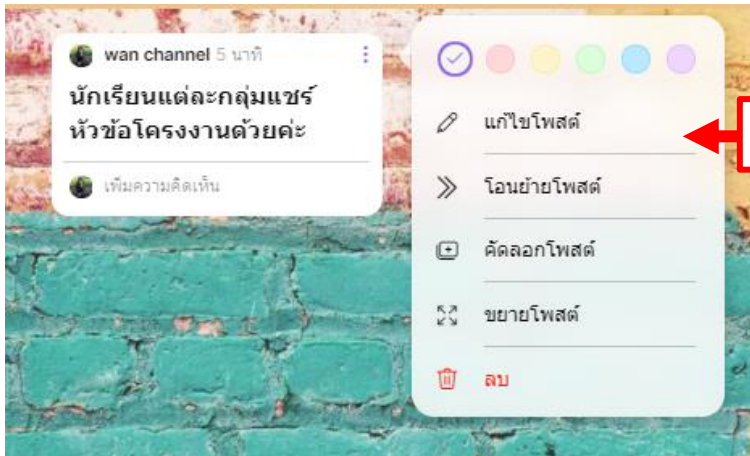 wan channel 5 นาที
นักเรียนแต่ละกลุ่มแชร์
หัวข้อโครงงานด้วยค่ะ
เพิ่มความคิดเห็น
แก้ไขโพสต์
โอนย้ายโพสต์
คัดลอกโพสต์
ขยายโพสต์
ลบ